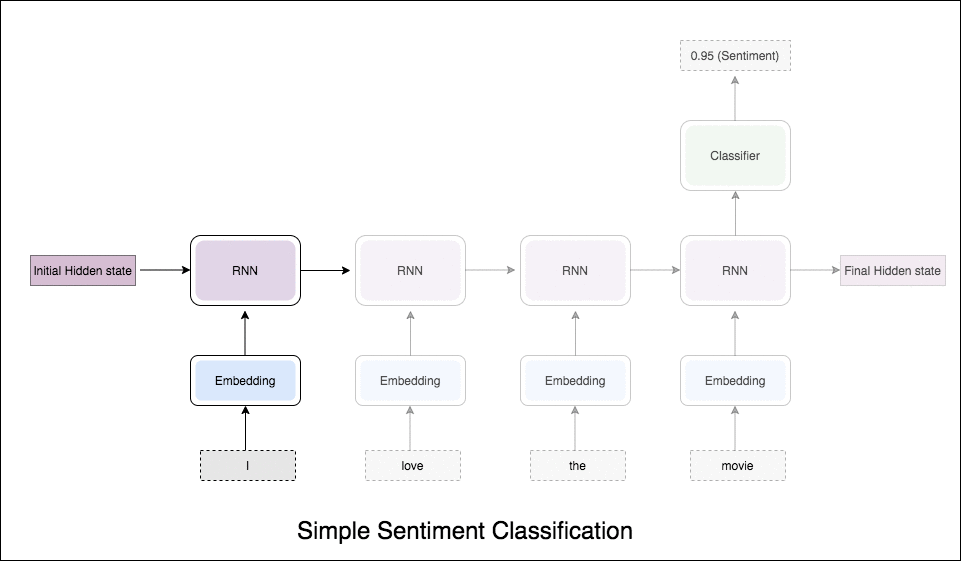 0.95 (Sentiment)
Classifier
Initial Hidden state
RNN
RNN
RNN
RNN
Final Hidden state
Embedding
Embedding
Embedding
Embedding
I
love
the
movie
Simple Sentiment Classification